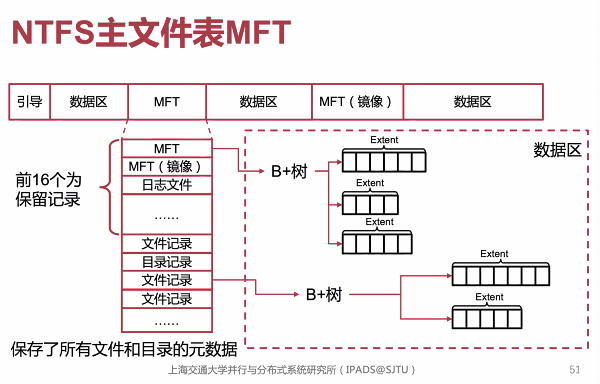 NTFS主文件表MFT
引导 数据区 MFT 数据区 MFT（镜像） 数据区
前16个为
保留记录
MFT
MFT（镜像）
日志文件
……
文件记录
目录记录
文件记录
文件记录
……
数据区
B+树
Extent
Extent
Extent
B+树
Extent
Extent
保存了所有文件和目录的元数据
上海交通大学并行与分布式系统研究所（IPADS@SJTU）
51